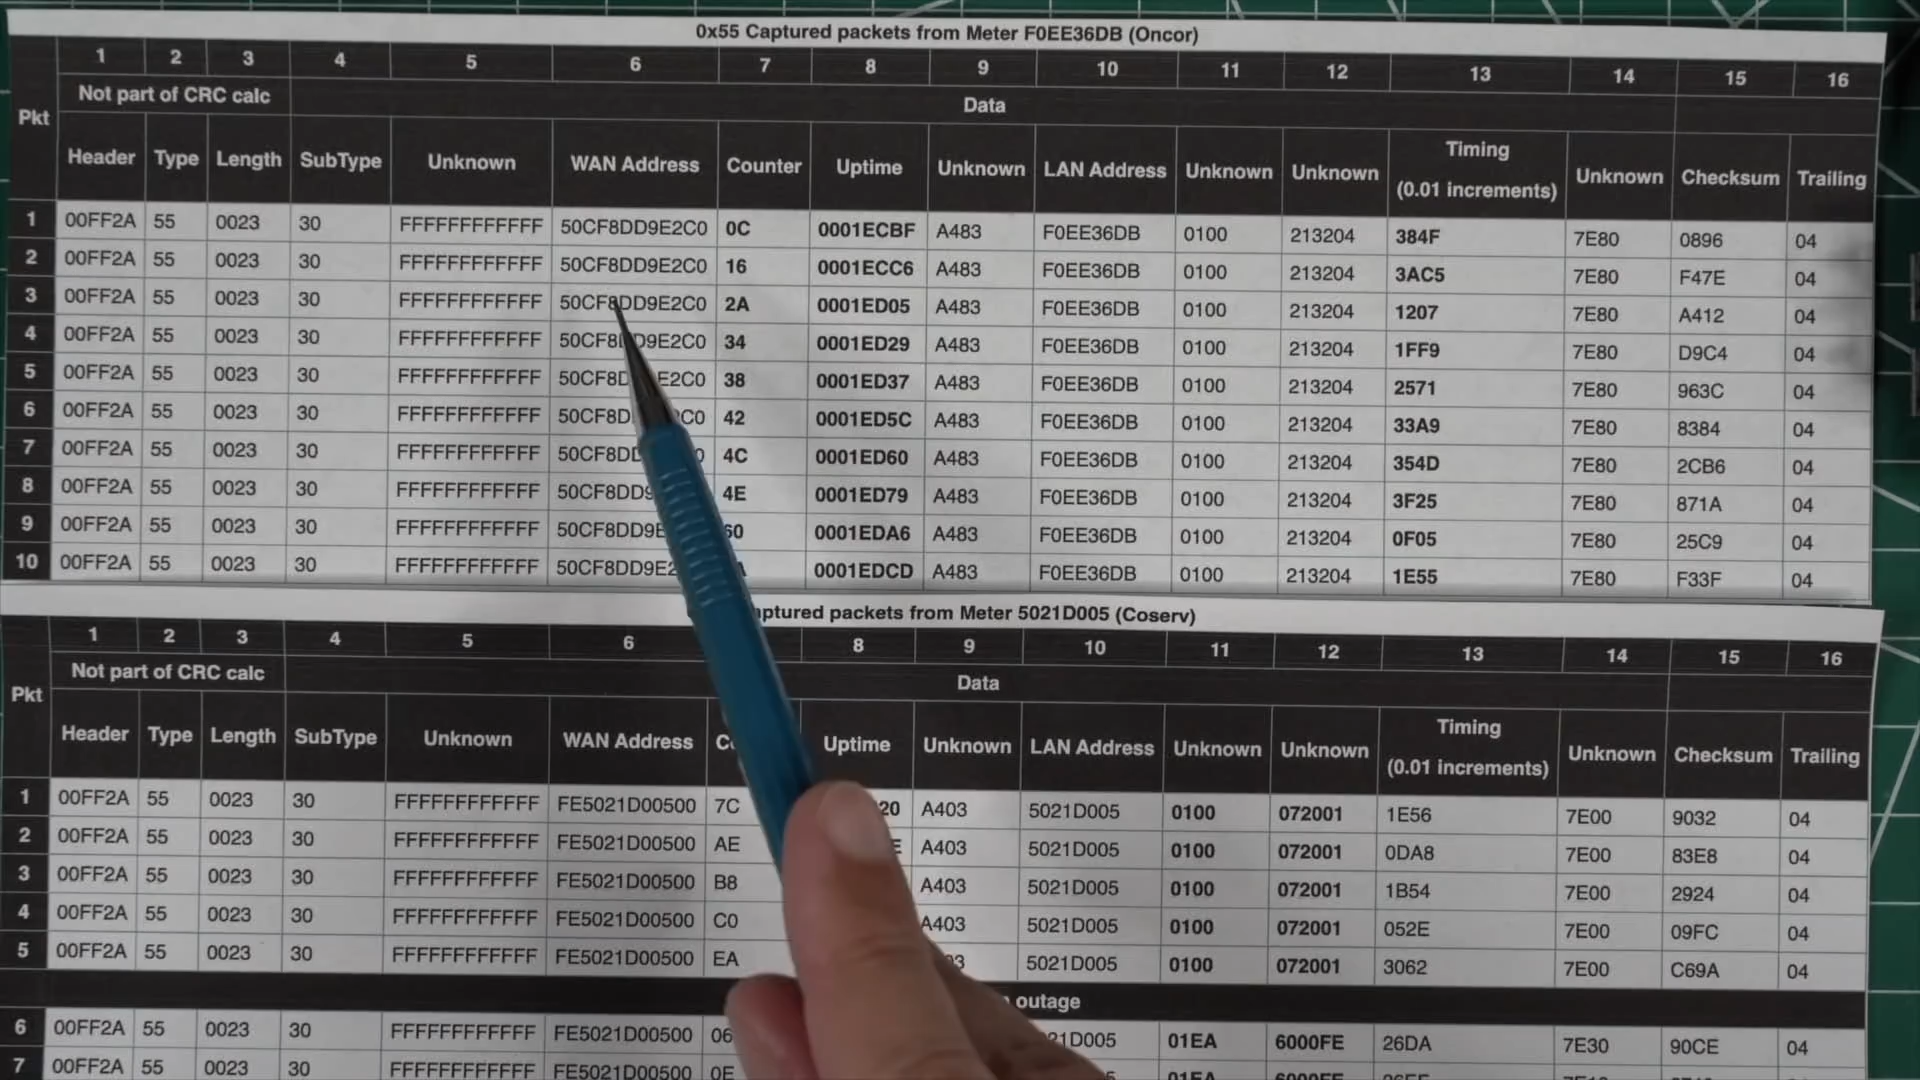 0x55 Captured packets from Meter F0EE36DB (Oncor)
1 2 3 4 5 6 7 8 9 10 11 12 13 14 15 16
Pkt Not part of CRC calc Data
Header Type Length SubType Unknown WAN Address Counter Uptime Unknown LAN Address Unknown Unknown Timing (0.01 increments) Unknown Checksum Trailing
1 00FF2A 55 0023 30 FFFFFFFFFFFF 50CF8DD9E2C0 0C 0001ECBF A483 F0EE36DB 0100 213204 384F 7E80 0896 04
2 00FF2A 55 0023 30 FFFFFFFFFFFF 50CF8DD9E2C0 16 0001ECC6 A483 F0EE36DB 0100 213204 3AC5 7E80 F47E 04
3 00FF2A 55 0023 30 FFFFFFFFFFFF 50CF8DD9E2C0 2A 0001ED05 A483 F0EE36DB 0100 213204 1207 7E80 A412 04
4 00FF2A 55 0023 30 FFFFFFFFFFFF 34 0001ED29 A483 F0EE36DB 0100 213204 1FF9 7E80 D9C4 04
5 00FF2A 55 0023 30 FFFFFFFFFFFF 38 0001ED37 A483 F0EE36DB 0100 213204 2571 7E80 963C 04
6 00FF2A 55 0023 30 FFFFFFFFFFFF 42 0001ED5C A483 F0EE36DB 0100 213204 33A9 7E80 8384 04
7 00FF2A 55 0023 30 FFFFFFFFFFFF 4C 0001ED60 A483 F0EE36DB 0100 213204 354D 7E80 2CB6 04
8 00FF2A 55 0023 30 FFFFFFFFFFFF 4E 0001ED79 A483 F0EE36DB 0100 213204 3F25 7E80 871A 04
9 00FF2A 55 0023 30 FFFFFFFFFFFF 0001EDA6 A483 F0EE36DB 0100 213204 0F05 7E80 25C9 04
10 00FF2A 55 0023 30 FFFFFFFFFFFF 0001EDCD A483 F0EE36DB 0100 213204 1E55 7E80 F33F 04
packets from Meter 5021D005 (Coserv)
1 2 3 4 5 6 8 9 10 11 12 13 14 15 16
Pkt Not part of CRC calc Data
Header Type Length SubType Unknown WAN Address Uptime Unknown LAN Address Unknown Unknown Timing (0.01 increments) Unknown Checksum Trailing
1 00FF2A 55 0023 30 FFFFFFFFFFFF FE5021D00500 7C A403 5021D005 0100 072001 1E56 7E00 9032 04
2 00FF2A 55 0023 30 FFFFFFFFFFFF FE5021D00500 AE A403 5021D005 0100 072001 0DA8 7E00 83E8 04
3 00FF2A 55 0023 30 FFFFFFFFFFFF FE5021D00500 B8 A403 5021D005 0100 072001 1B54 7E00 2924 04
4 00FF2A 55 0023 30 FFFFFFFFFFFF FE5021D00500 C0 A403 5021D005 0100 072001 052E 7E00 09FC 04
5 00FF2A 55 0023 30 FFFFFFFFFFFF FE5021D00500 EA 5021D005 0100 072001 3062 7E00 C69A 04
outage
6 00FF2A 55 0023 30 FFFFFFFFFFFF FE5021D00500 06 01EA 6000FE 26DA 7E30 90CE 04
7 00FF2A 55 0023 30 FFFFFFFFFFFF FE5021D00500 0E